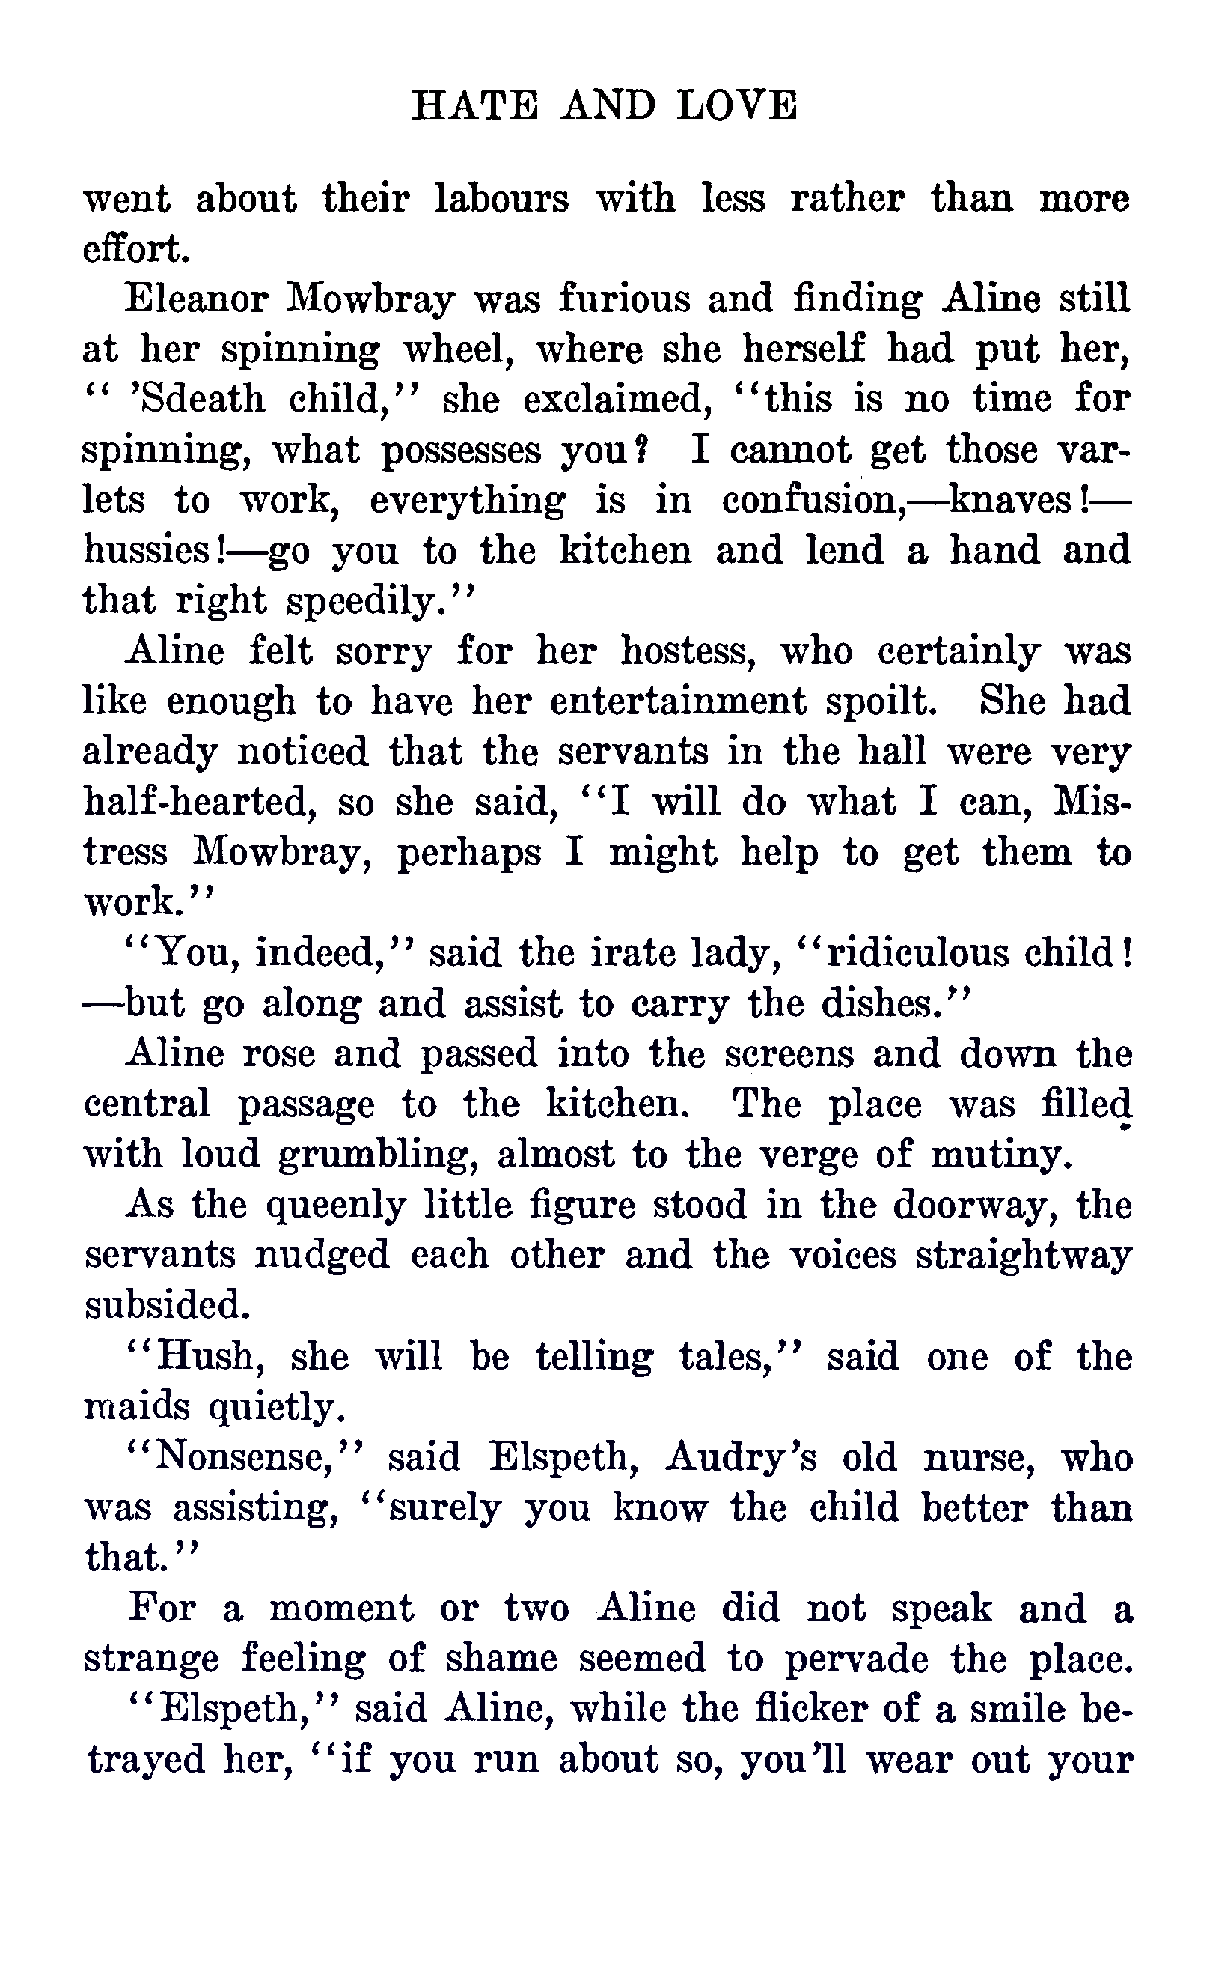 HATE AND LOVE
went about their labours with less rather than more
effort.
Eleanor Mowbray was furious and finding Aline still
at her spinning wheel, where she herself had put her,
“ ’Sdeath child,” she exclaimed, “this is no time for
spinning, what possesses you? I cannot get those var-
lets to work, everything is in confusion,—knaves!—
hussies!—go you to the kitchen and lend a hand and
that right speedily.”
Aline felt sorry for her hostess, who certainly was
like enough to have her entertainment spoilt. She had
already noticed that the servants in the hall were very
half-hearted, so she said, “I will do what I can, Mis-
tress Mowbray, perhaps I might help to get them to
work.”
“You, indeed,” said the irate lady, “ridiculous child!
—but go along and assist to carry the dishes.”
Aline rose and passed into the screens and down the
central passage to the kitchen. The place was filled
with loud grumbling, almost to the verge of mutiny.
As the queenly little figure stood in the doorway, the
servants nudged each other and the voices straightway
subsided.
“Hush, she will be telling tales,” said one of the
maids quietly.
“Nonsense,” said Elspeth, Audry’s old nurse, who
was assisting, “surely you know the child better than
that.”
For a moment or two Aline did not speak and a
strange feeling of shame seemed to pervade the place.
“Elspeth,” said Aline, while the flicker of a smile be-
trayed her, “if you run about so, you’ll wear out your